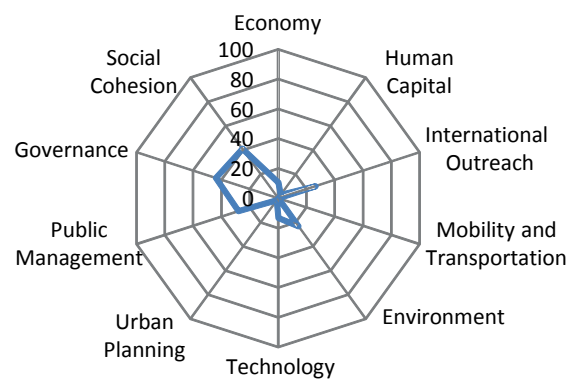 Economy
Human
Capital
International
Outreach
Mobility and
Transportation
Environment
Technology
Urban
Planning
Public
Management
Governance
Social
Cohesion
100
80
60
40
20
0